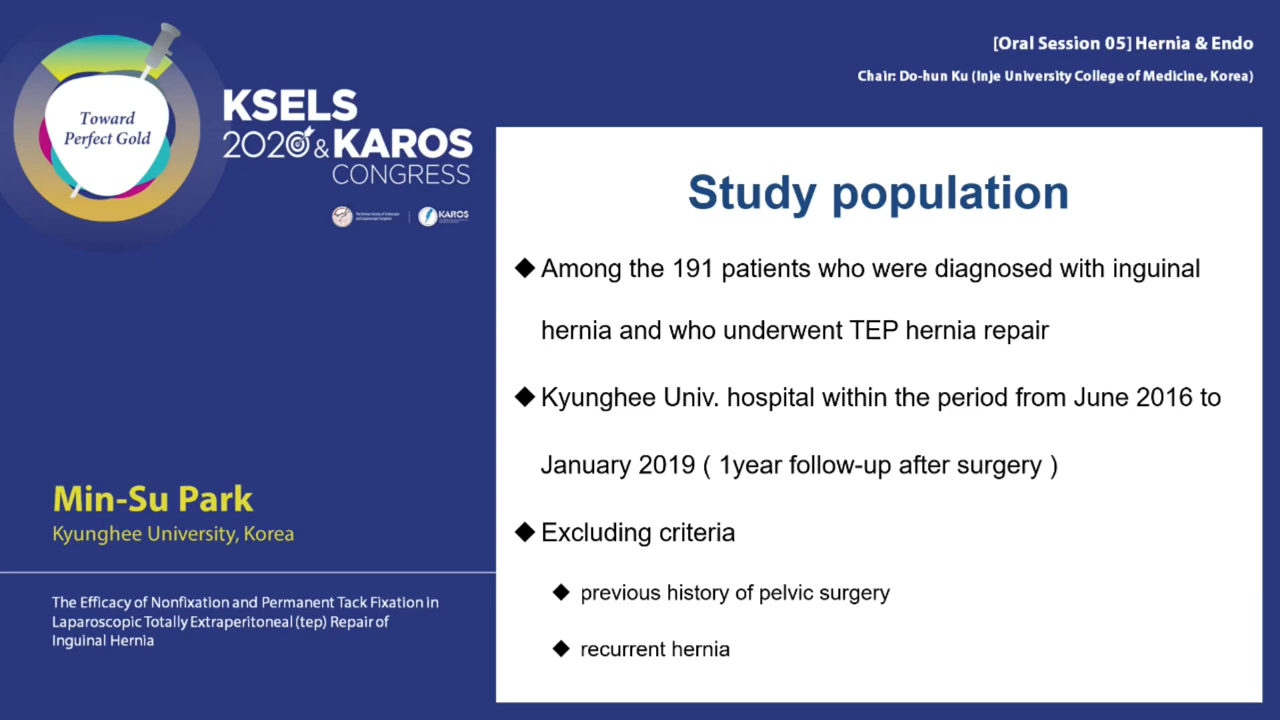 [Oral Session 05] Hernia & Endo
Chair: Do-hun Ku (Inje University College of Medicine, Korea)
Toward
Perfect Gold
KSELS
2020 & KAROS
CONGRESS
KAROS
Study population
Among the 191 patients who were diagnosed with inguinal
hernia and who underwent TEP hernia repair
Kyunghee Univ. hospital within the period from June 2016 to
January 2019 ( 1year follow-up after surgery )
Excluding criteria
previous history of pelvic surgery
recurrent hernia
Min-Su Park
Kyunghee University, Korea
The Efficacy of Nonfixation and Permanent Tack Fixation in
Laparoscopic Totally Extraperitoneal (tep) Repair of
Inguinal Hernia